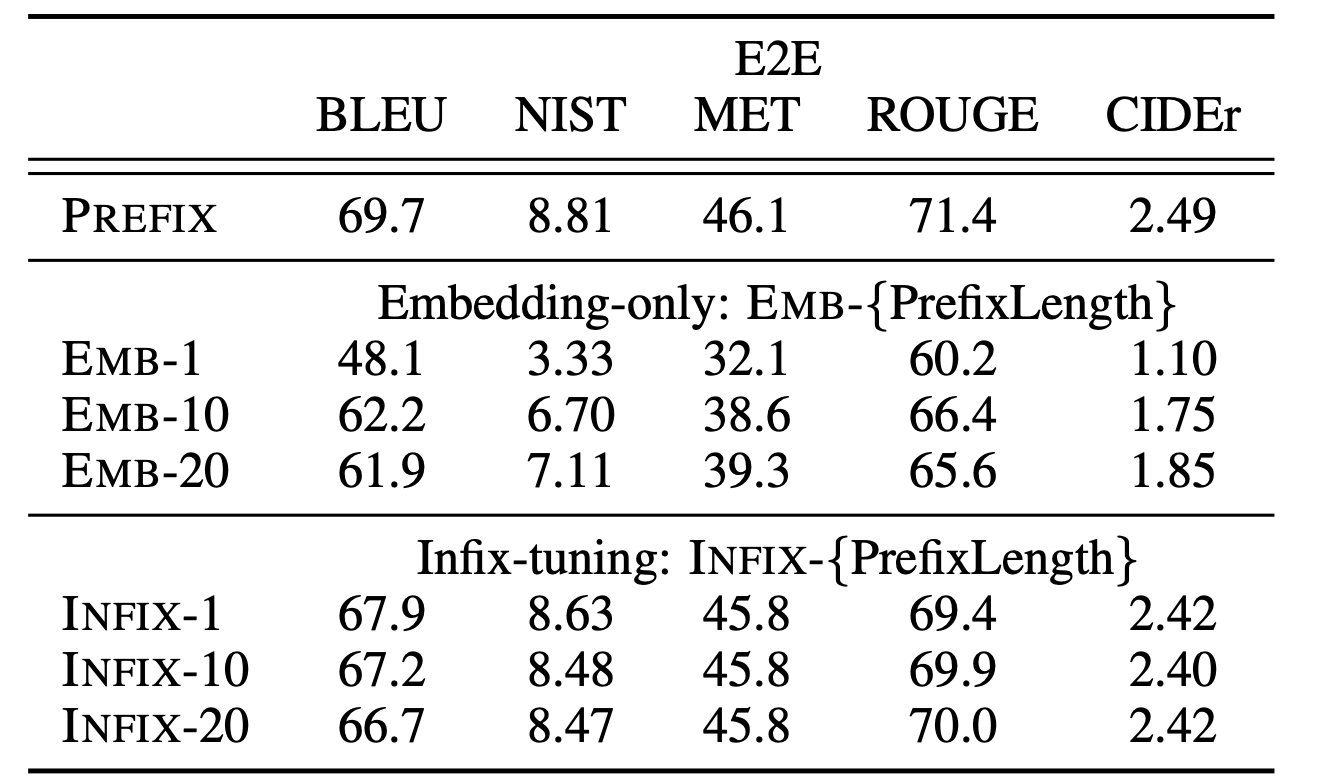 E2E
BLEU NIST MET ROUGE CIDEr
PREFIX 69.7 8.81 46.1 71.4 2.49
Embedding-only: EMB-{PrefixLength}
EMB-1 48.1 3.33 32.1 60.2 1.10
EMB-10 62.2 6.70 38.6 66.4 1.75
EMB-20 61.9 7.11 39.3 65.6 1.85
Infix-tuning: INFIX-{PrefixLength}
INFIX-1 67.9 8.63 45.8 69.4 2.42
INFIX-10 67.2 8.48 45.8 69.9 2.40
INFIX-20 66.7 8.47 45.8 70.0 2.42